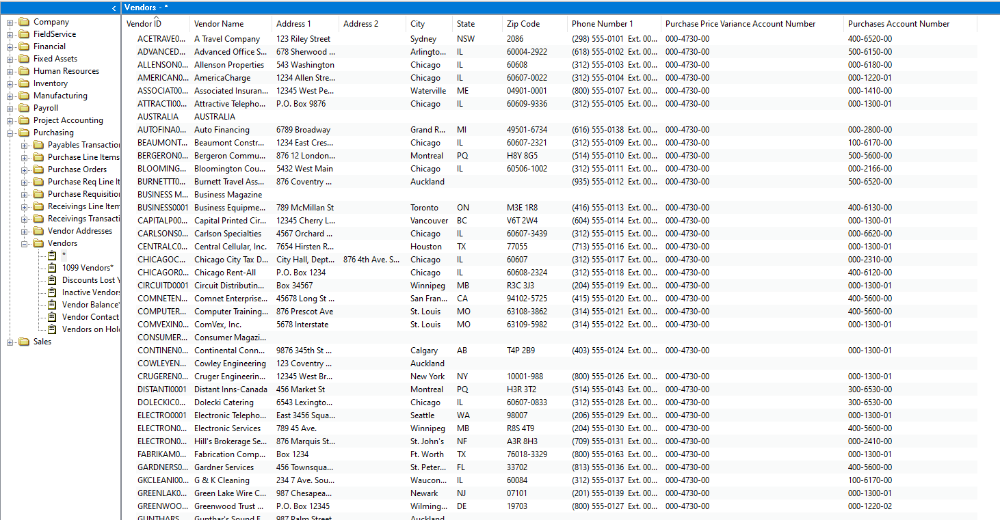 <
Vendors - *
Company
FieldService
Financial
Fixed Assets
Human Resources
Inventory
Manufacturing
Payroll
Project Accounting
Purchasing
Payables Transaction
Purchase Line Items
Purchase Orders
Purchase Req Line It
Purchase Requisition
Receivings Line Item
Receivings Transacti
Vendor Addresses
Vendors
*
1099 Vendors*
Discounts Lost Y
Inactive Vendors
Vendor Balance*
Vendor Contact
Vendors on Hol
Sales
Vendor ID Vendor Name Address 1 Address 2 City State Zip Code Phone Number 1 Purchase Price Variance Account Number Purchases Account Number
ACETRAVE0... A Travel Company 123 Riley Street Sydney NSW 2086 (298) 555-0101 Ext. 00... 000-4730-00 400-6520-00
ADVANCED... Advanced Office S... 678 Sherwood ... Arlingto... IL 60004-2922 (618) 555-0102 Ext. 00... 000-4730-00 500-6150-00
ALLENSON0... Allenson Properties 543 Washington Chicago IL 60608 (312) 555-0103 Ext. 00... 000-4730-00 000-6180-00
AMERICAN0... AmericaCharge 1234 Allen Stre... Chicago IL 60607-0022 (312) 555-0104 Ext. 00... 000-4730-00 000-1220-01
ASSOCIAT00... Associated Insuran... 12345 West Pe... Waterville ME 04901-0001 (800) 555-0107 Ext. 00... 000-4730-00 000-1410-00
ATTRACTI00... Attractive Telepho... P.O. Box 9876 Chicago IL 60609-9336 (312) 555-0105 Ext. 00... 000-4730-00 000-1300-01
AUSTRALIA AUSTRALIA
AUTOFINA0... Auto Financing 6789 Broadway Grand R... MI 49501-6734 (616) 555-0138 Ext. 00... 000-4730-00 000-2800-00
BEAUMONT... Beaumont Constr... 1234 East Cres... Chicago IL 60607-2321 (312) 555-0109 Ext. 00... 000-4730-00 100-6170-00
BERGERON0... Bergeron Commu... 876 12 London... Montreal PQ H8Y 8G5 (514) 555-0110 Ext. 00... 000-4730-00 500-5600-00
BLOOMING... Bloomington Cou... 5432 West Main Chicago IL 60506-1002 (312) 555-0111 Ext. 00... 000-4730-00 000-2166-00
BURNETTT0... Burnett Travel Ass... 876 Coventry ... Auckland (935) 555-0112 Ext. 00... 000-4730-00 500-6520-00
BUSINESS M... Business Magazine
BUSINESS0001 Business Equipme... 789 McMillan St Toronto ON M3E 1R8 (416) 555-0113 Ext. 00... 000-4730-00 400-6130-00
CAPITALP00... Capital Printed Cir... 12345 Cherry L... Vancouver BC V6T 2W4 (604) 555-0114 Ext. 00... 000-4730-00 000-1300-01
CARLSONS0... Carlson Specialties 4567 Orchard ... Chicago IL 60607-3439 (312) 555-0115 Ext. 00... 000-4730-00 000-6620-00
CENTRALC0... Central Cellular, Inc. 7654 Hirsten R... Houston TX 77055 (713) 555-0116 Ext. 00... 000-4730-00 000-1300-01
CHICAGOC... Chicago City Tax D... City Hall, Dept... 876 4th Ave. S... Chicago IL 60607 (312) 555-0117 Ext. 00... 000-4730-00 000-2310-00
CHICAGOR0... Chicago Rent-All P.O. Box 1234 Chicago IL 60608-2324 (312) 555-0118 Ext. 00... 000-4730-00 400-6120-00
CIRCUITD0001 Circuit Distributin... Box 34567 Winnipeg MB R3C 3J3 (204) 555-0119 Ext. 00... 000-4730-00 000-1300-01
COMNETEN... Comnet Enterprise... 45678 Long St ... San Fran... CA 94102-5725 (415) 555-0120 Ext. 00... 000-4730-00 400-5600-00
COMPUTER... Computer Training... 876 Prescot Ave St. Louis MO 63108-3862 (314) 555-0121 Ext. 00... 000-4730-00 400-5600-00
COMVEXIN0... ComVex, Inc. 5678 Interstate St. Louis MO 63109-5982 (314) 555-0122 Ext. 00... 000-4730-00 000-1300-01
CONSUMER... Consumer Magazi...
CONTINEN0... Continental Conn... 9876 345th St ... Calgary AB T4P 2B9 (403) 555-0124 Ext. 00... 000-4730-00 000-1300-01
COWLEYEN... Cowley Engineering 123 Coventry ... Auckland
CRUGEREN0... Cruger Engineerin... 12345 West Br... New York NY 10001-988 (800) 555-0126 Ext. 00... 000-4730-00 000-1300-01
DISTANTI0001 Distant Inns-Canada 456 Market St Montreal PQ H3R 3T2 (514) 555-0143 Ext. 00... 000-4730-00 300-6530-00
DOLECKIC0... Dolecki Catering 6543 Lexingto... Chicago IL 60607-0833 (312) 555-0128 Ext. 00... 000-4730-00 300-6530-00
ELECTRO0001 Electronic Telepho... East 3456 Squa... Seattle WA 98007 (206) 555-0129 Ext. 00... 000-4730-00 000-1300-01
ELECTRON0... Electronic Services 789 45 Ave. Winnipeg MB R8S 4T9 (204) 555-0130 Ext. 00... 000-4730-00 400-5600-00
ELECTRON0... Hill's Brokerage Se... 876 Marquis St... St. John's NF A3R 8H3 (709) 555-0131 Ext. 00... 000-4730-00 000-2410-00
FABRIKAM0... Fabrication Comp... Box 1234 Ft. Worth TX 76018-3329 (800) 555-0163 Ext. 00... 000-4730-00 000-1300-01
GARDNERS0... Gardner Services 456 Townsqua... St. Peter... FL 33702 (813) 555-0136 Ext. 00... 000-4730-00 400-5600-00
GKCLEANI00... G & K Cleaning 234 7 Ave. Sou... Waucon... IL 60084 (312) 555-0137 Ext. 00... 000-4730-00 100-6170-00
GREENLAK0... Green Lake Wire C... 987 Chesapea... Newark NJ 07101 (201) 555-0139 Ext. 00... 000-4730-00 000-1300-01
GREENWOO... Greenwood Trust ... P.O. Box 12345 Wilming... DE 19703 (800) 555-0127 Ext. 00... 000-4730-00 000-1220-02
GUNTHARS... Gunthar's Sound F... 987 Palm Street Auckland